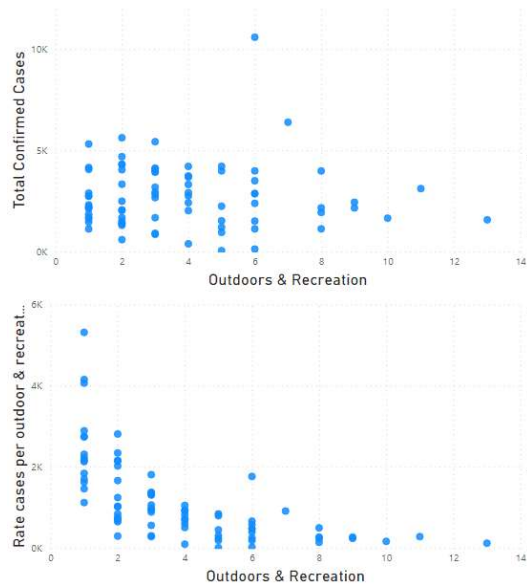 Total Confirmed Cases
10K
5K
0K
0 2 4 6 8 10 12 14
Outdoors & Recreation
Rate cases per outdoor & recreat...
6K
4K
2K
0K
0 2 4 6 8 10 12 14
Outdoors & Recreation